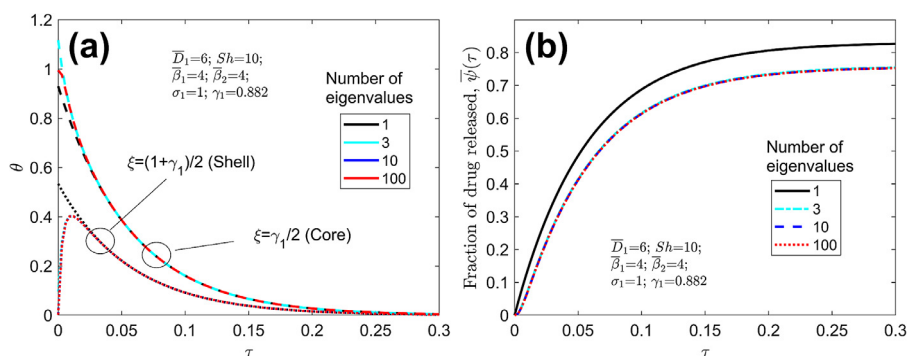 (a)
D̅₁=6; Sh=10;
β̅₁=4; β̅₂=4;
σ₁=1; γ₁=0.882
Number of
eigenvalues
1
3
10
100
ξ=(1+γ₁)/2 (Shell)
ξ=γ₁/2 (Core)
θ
1.2
1
0.8
0.6
0.4
0.2
0
0
0.05
0.1
0.15
0.2
0.25
0.3
τ
(b)
Fraction of drug released, ψ̅(τ)
0.8
0.7
0.6
0.5
0.4
0.3
0.2
0.1
0
Number of
eigenvalues
1
3
10
100
D̅₁=6; Sh=10;
β̅₁=4; β̅₂=4;
σ₁=1; γ₁=0.882
0
0.05
0.1
0.15
0.2
0.25
0.3
τ